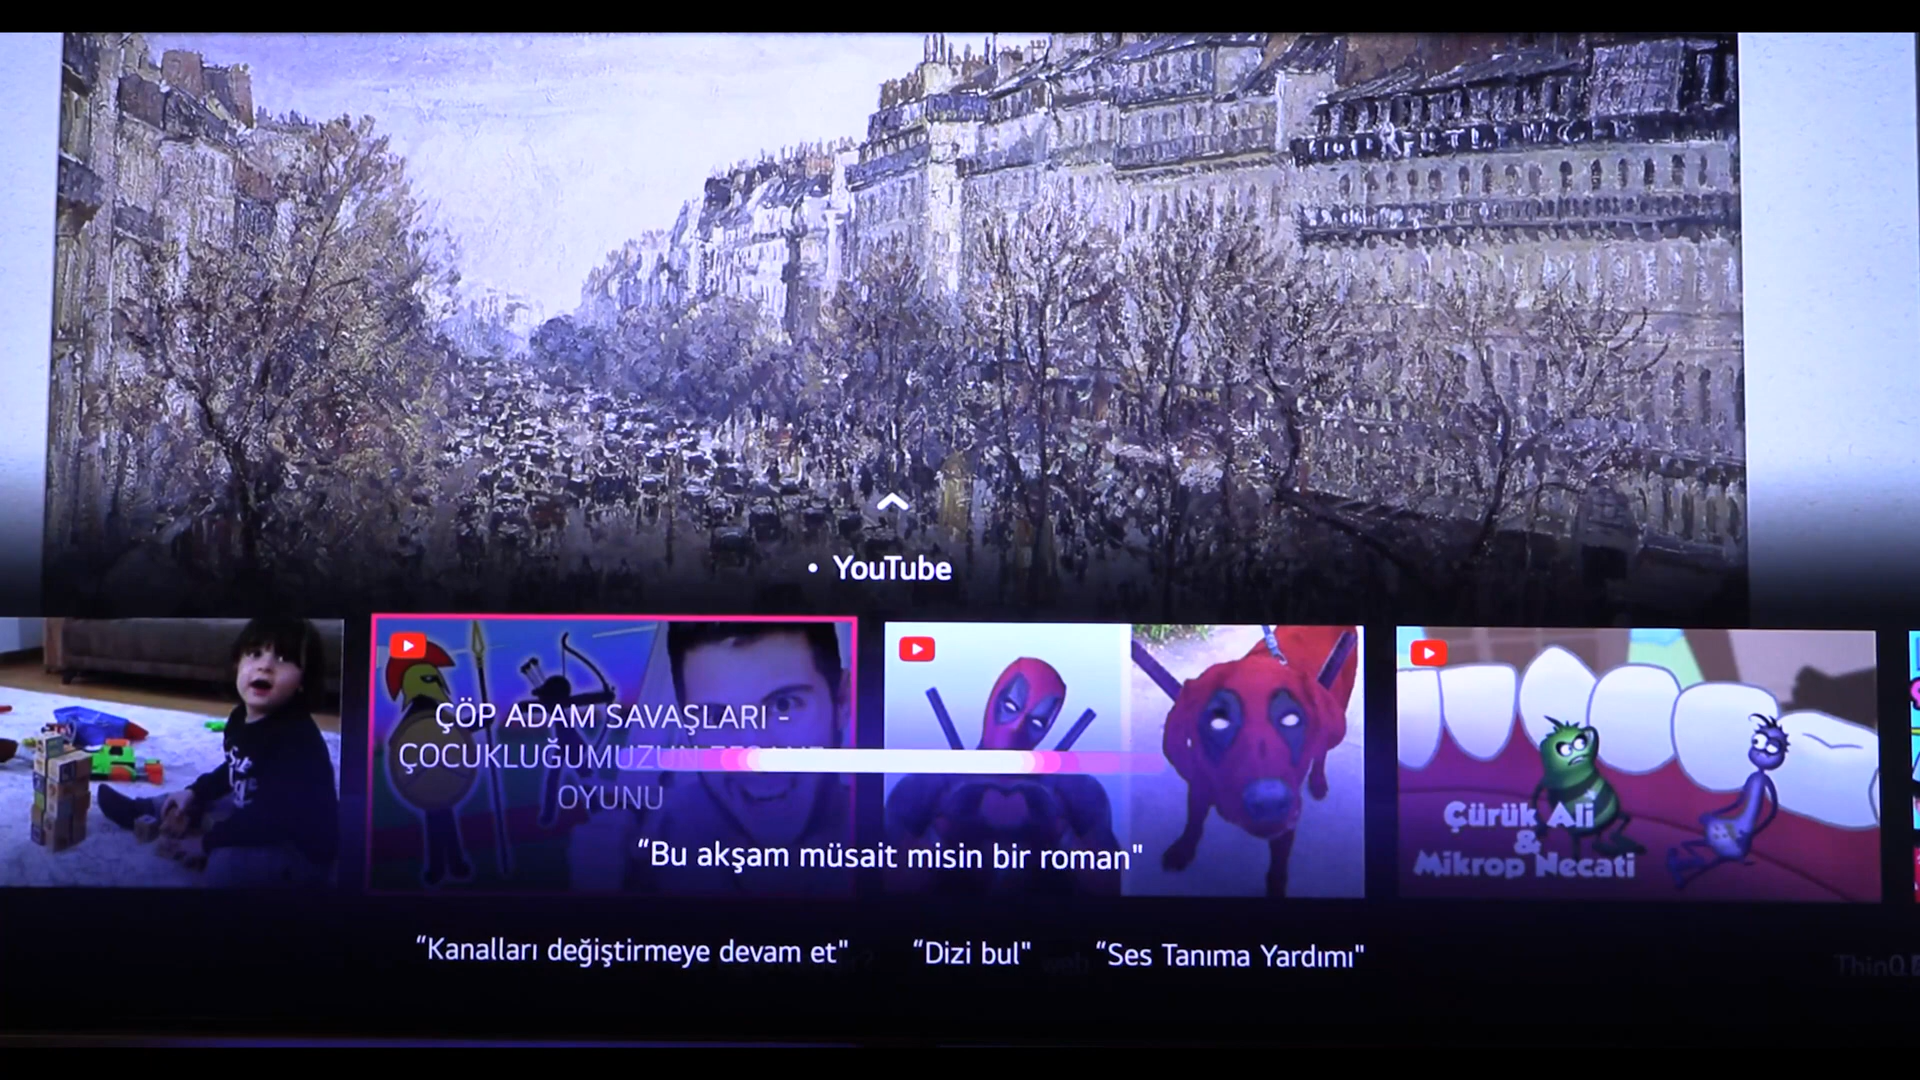 • YouTube
ÇÖP ADAM SAVAŞLARI -
ÇOCUKLUĞUMUZUN
OYUNU
Çürük Ali
&
Mikrop Necati
“Bu akşam müsait misin bir roman"
“Kanalları değiştirmeye devam et" “Dizi bul" “Ses Tanıma Yardımı"
ThinQ